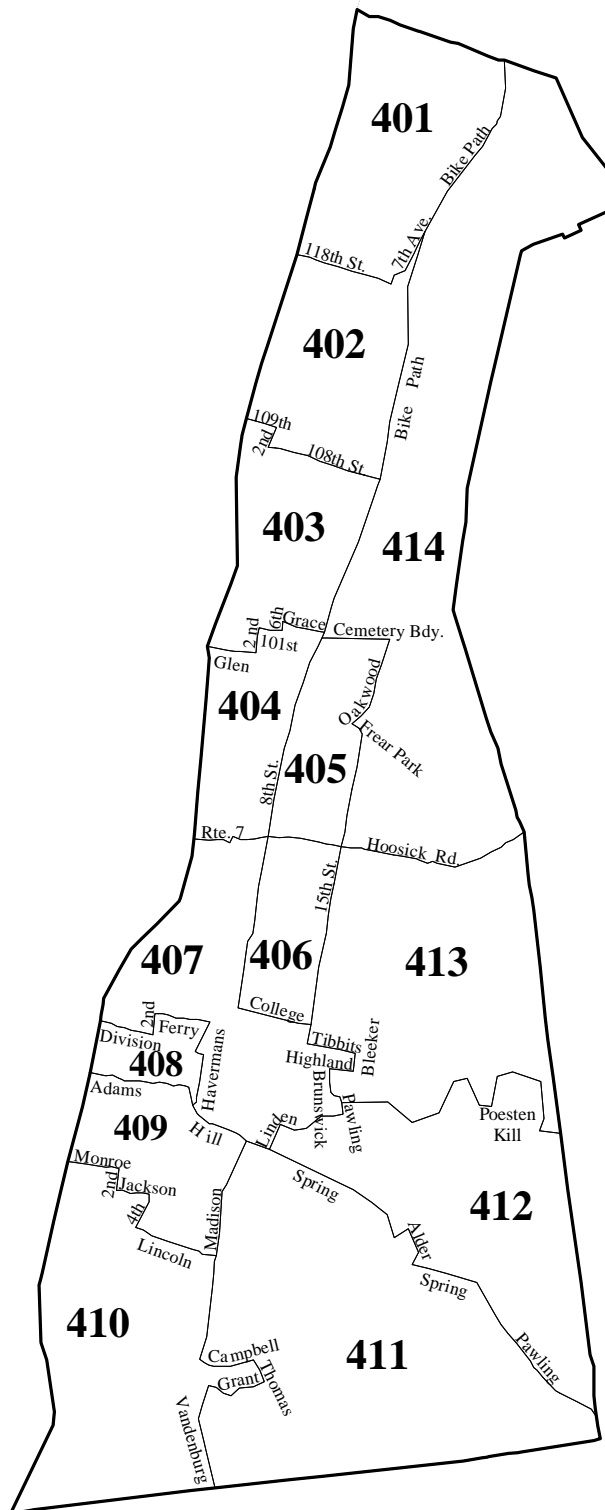 401
Bike Path
7th Ave.
118th St.
402
Bike Path
109th
2nd
108th St.
403
414
6th
Grace
2nd
101st
Cemetery Bdy.
Glen
404
Oakwood
Frear Park
405
8th St.
Rte. 7
Hoosick Rd.
15th St.
407
406
413
College
2nd
Ferry
Division
Tibbits
Highland
Bleeker
408
Havermans
Adams
Brunswick
Pawling
Poesten
Kill
409
Hill
Linden
Monroe
2nd
Jackson
Spring
4th
Madison
412
Lincoln
Alder
Spring
410
411
Campbell
Thomas
Grant
Pawling
Vandenburg